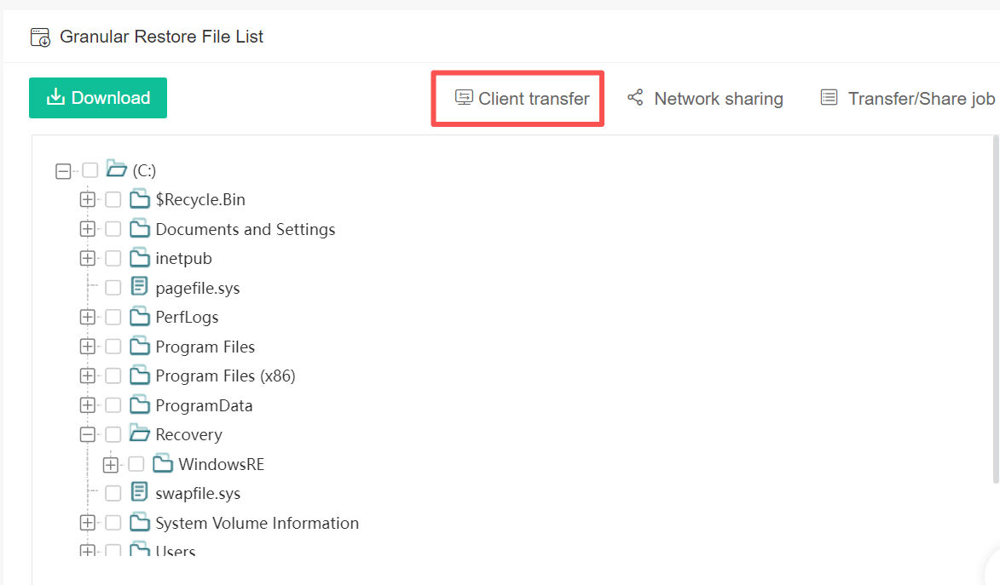 Granular Restore File List
Download
Client transfer
Network sharing
Transfer/Share job
(C:)
$Recycle.Bin
Documents and Settings
inetpub
pagefile.sys
PerfLogs
Program Files
Program Files (x86)
ProgramData
Recovery
WindowsRE
swapfile.sys
System Volume Information
Users